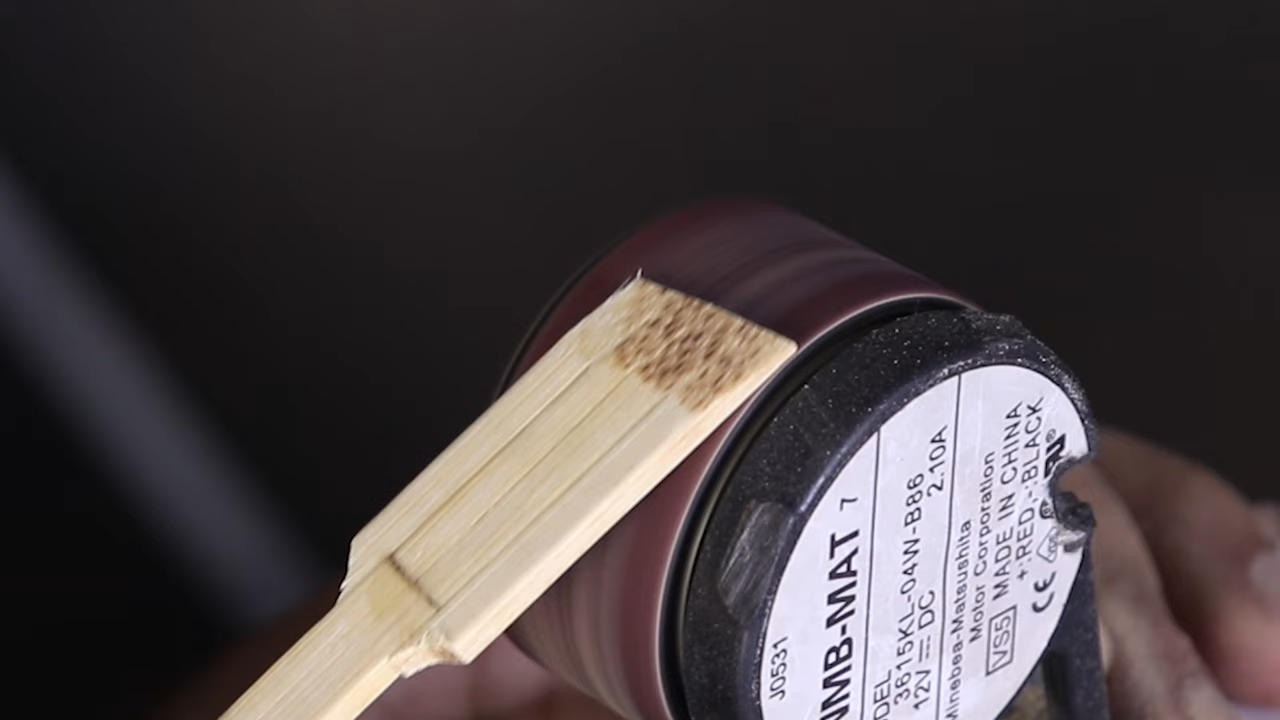 J0531
NMB-MAT 7
3615KL-04W-B86
12V DC 2.10A
Minebea-Matsushita
Motor Corporation
VS5 MADE IN CHINA
+:RED,-:BLACK
CE